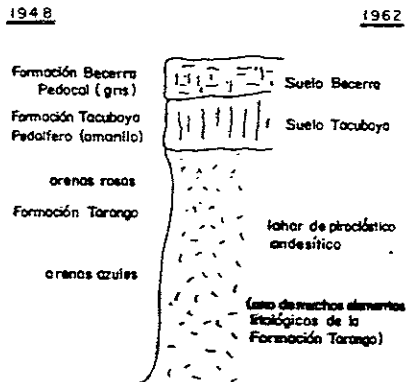 1948
1962
Formación Becerra
Pedocal (gris)
Suelo Becerra
Formación Tacubaya
Pedalfero (amarillo)
Suelo Tacubaya
arenas rosas
Formación Tarango
lahar de piroclástico
andesítico
arenas azules
(uno de muchos elementos
litológicos de la
Formación Tarango)